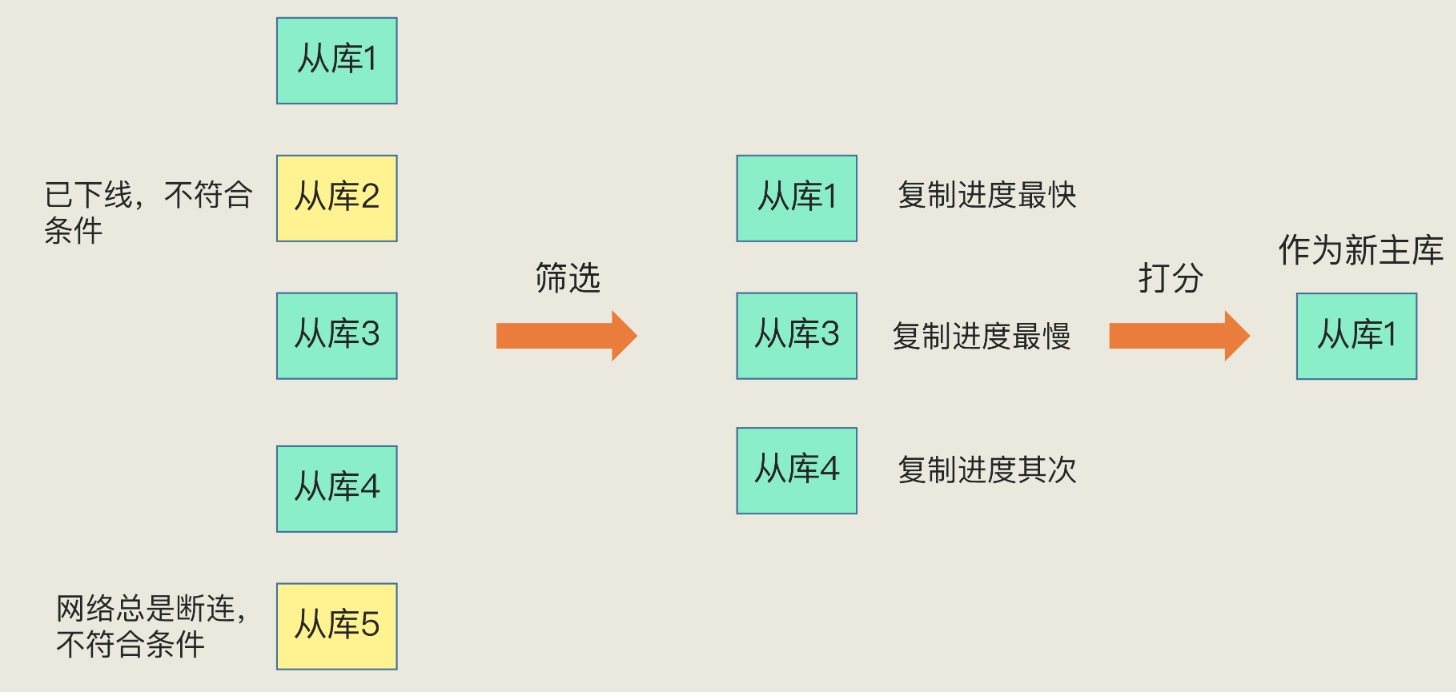 从库1
已下线，不符合
条件
从库2
从库3
从库4
网络总是断连，
不符合条件
从库5
筛选
从库1
复制进度最快
从库3
复制进度最慢
从库4
复制进度其次
打分
作为新主库
从库1